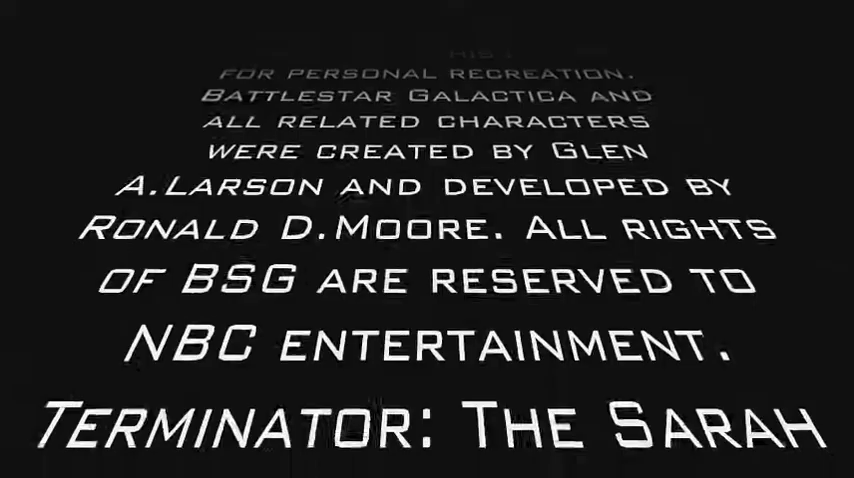 FOR PERSONAL RECREATION.
BATTLESTAR GALACTICA AND
ALL RELATED CHARACTERS
WERE CREATED BY GLEN
A.LARSON AND DEVELOPED BY
RONALD D.MOORE. ALL RIGHTS
OF BSG ARE RESERVED TO
NBC ENTERTAINMENT.
TERMINATOR: THE SARAH